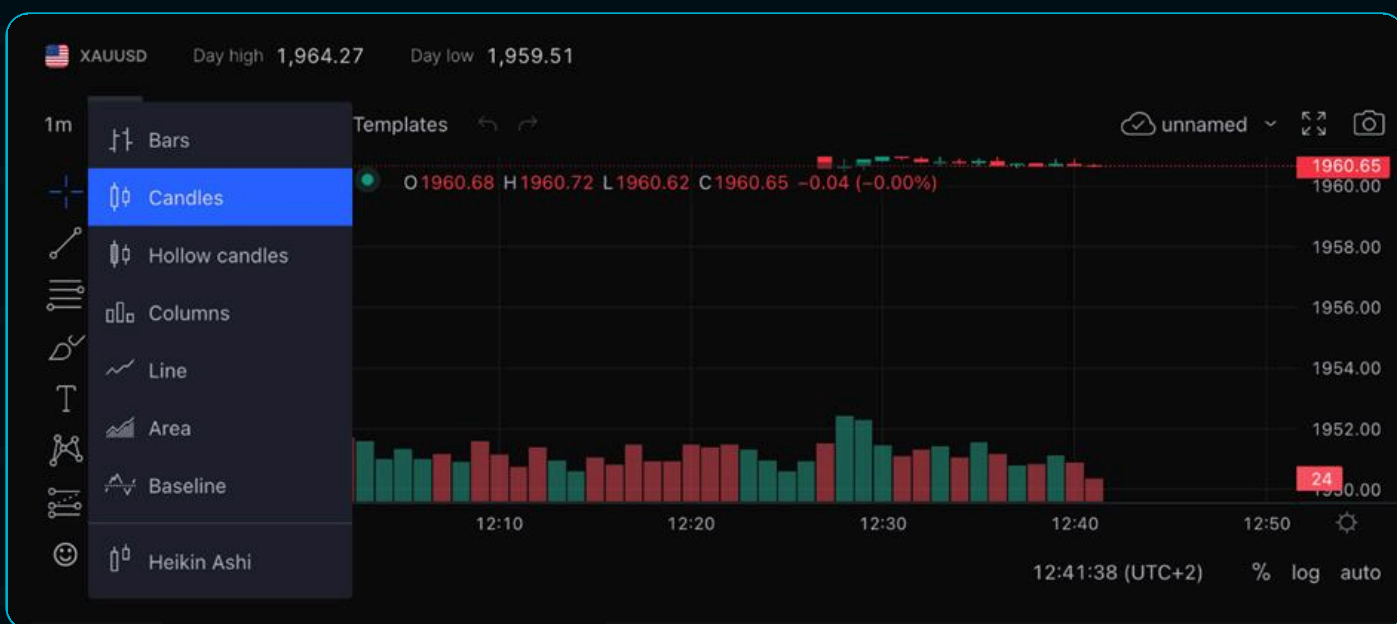 XAUUSD Day high 1,964.27 Day low 1,959.51
1m Templates unnamed
Bars
Candles
Hollow candles
Columns
Line
Area
Baseline
Heikin Ashi
O1960.68 H1960.72 L1960.62 C1960.65 −0.04 (−0.00%)
1960.65
1960.00
1958.00
1956.00
1954.00
1952.00
24
1950.00
12:10 12:20 12:30 12:40 12:50
12:41:38 (UTC+2) % log auto